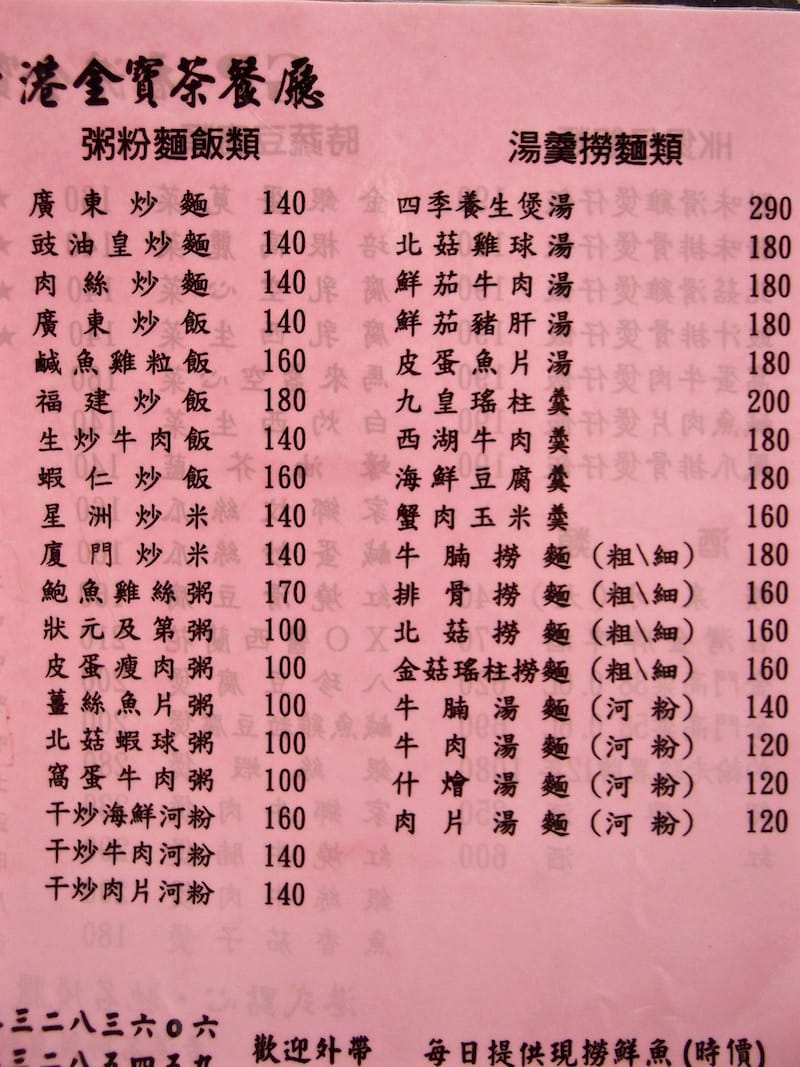 港金寶茶餐廳
粥粉麵飯類
廣東炒麵 140
豉油皇炒麵 140
肉絲炒麵 140
廣東炒飯 140
鹹魚雞粒飯 160
福建炒飯 180
生炒牛肉飯 140
蝦仁炒飯 160
星洲炒米 140
廈門炒米 140
鮑魚雞絲粥 170
狀元及第粥 100
皮蛋瘦肉粥 100
薑絲魚片粥 100
北菇蝦球粥 100
窩蛋牛肉粥 100
干炒海鮮河粉 160
干炒牛肉河粉 140
干炒肉片河粉 140
湯羹撈麵類
四季養生煲湯 290
北菇雞球湯 180
鮮茄牛肉湯 180
鮮茄豬肝湯 180
皮蛋魚片湯 180
九皇瑤柱羹 200
西湖牛肉羹 180
海鮮豆腐羹 180
蟹肉玉米羹 160
牛腩撈麵(粗\細) 180
排骨撈麵(粗\細) 160
北菇撈麵(粗\細) 160
金菇瑤柱撈麵(粗\細) 160
牛腩湯麵(河粉) 140
牛肉湯麵(河粉) 120
什燴湯麵(河粉) 120
肉片湯麵(河粉) 120
三二八三六０六
三二八五四五九
歡迎外帶
每日提供現撈鮮魚(時價)